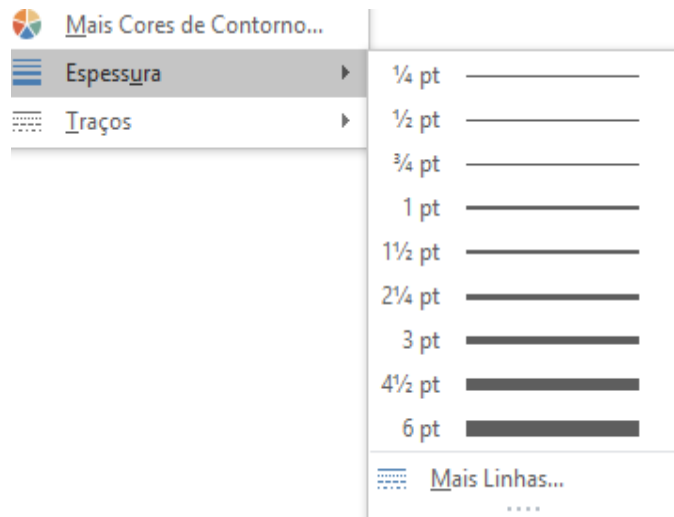 Mais Cores de Contorno...
Espessura
Traços
¼ pt
½ pt
¾ pt
1 pt
1½ pt
2¼ pt
3 pt
4½ pt
6 pt
Mais Linhas...